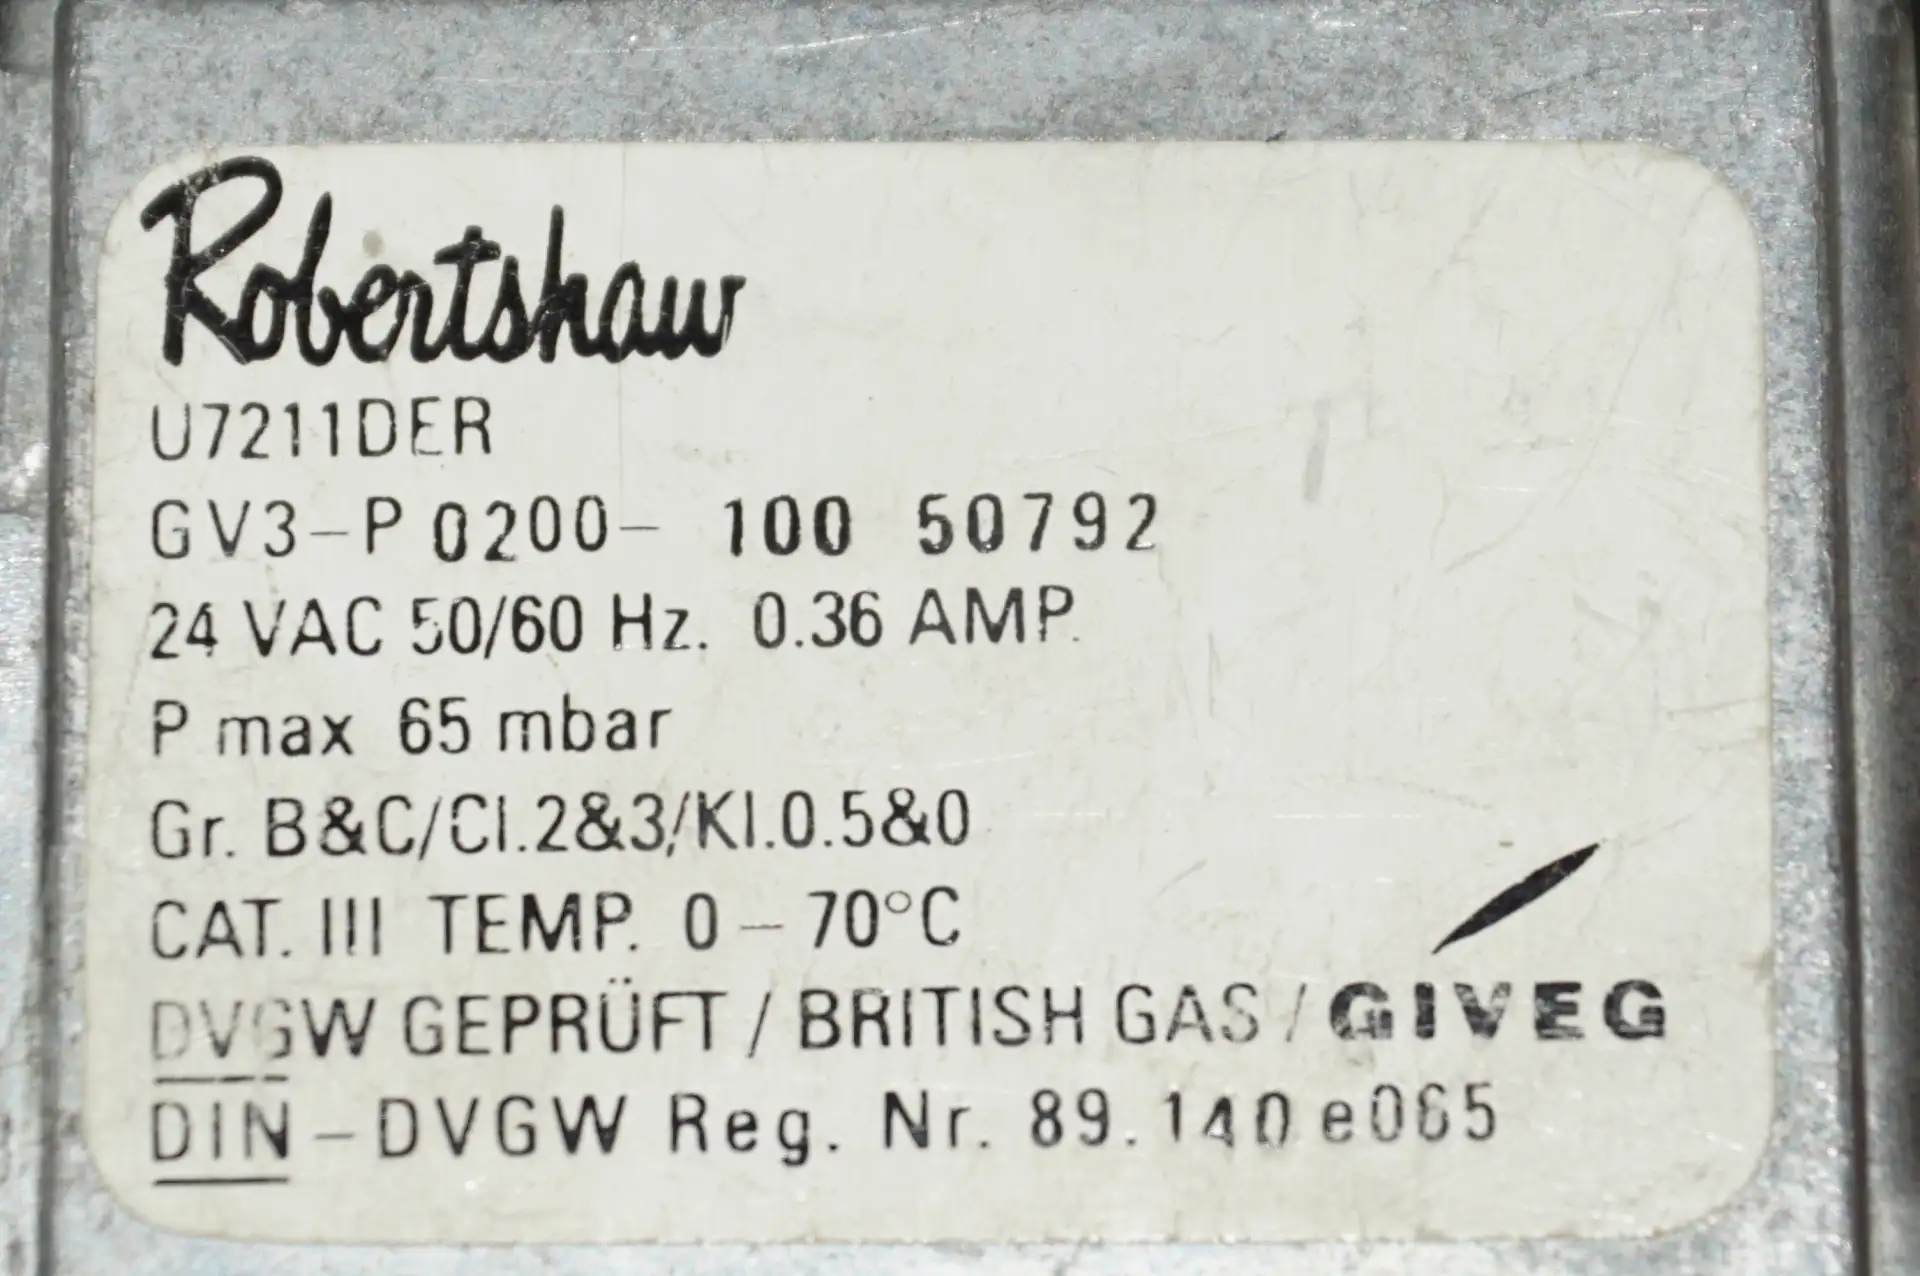 Robertshaw
U7211DER
GV3-P 0200- 100 50792
24 VAC 50/60 Hz. 0.36 AMP.
P max 65 mbar
Gr. B&C/Cl.2&3/Kl.0.5&0
CAT. III TEMP. 0 – 70°C
DVGW GEPRÜFT / BRITISH GAS / GIVEG
DIN – DVGW Reg. Nr. 89.140 e065